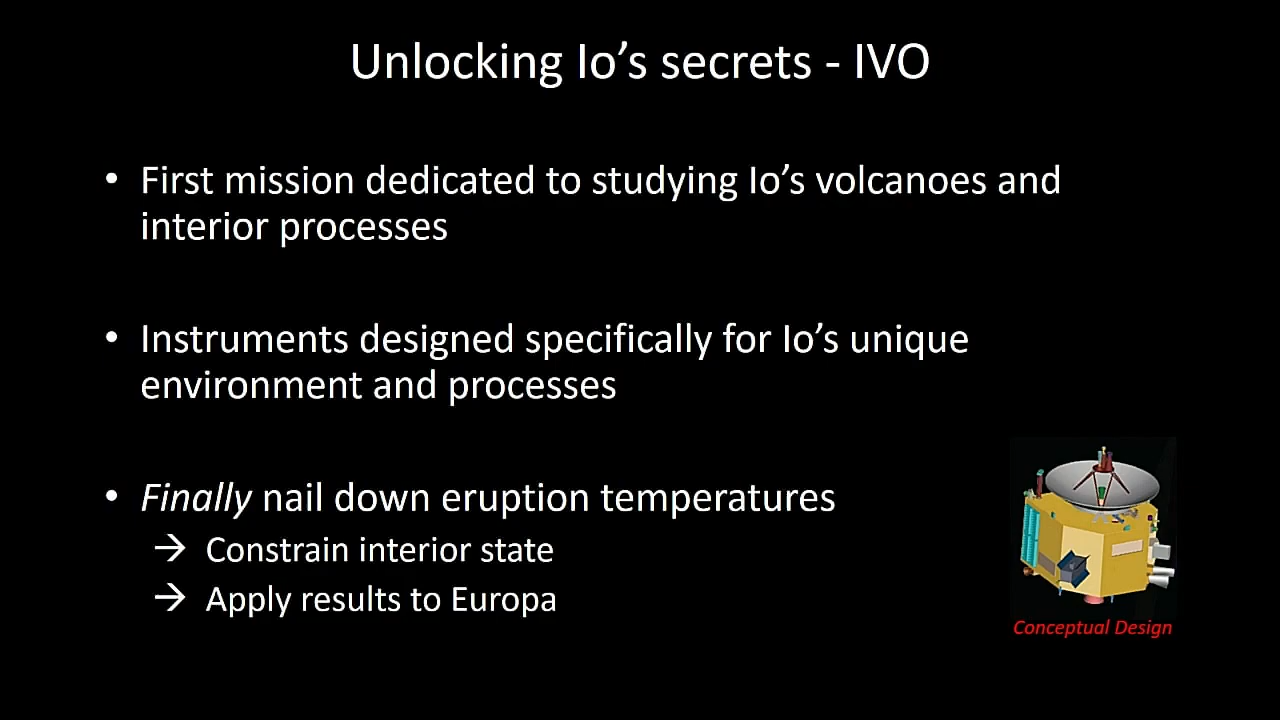 Unlocking Io’s secrets - IVO
• First mission dedicated to studying Io’s volcanoes and
interior processes
• Instruments designed specifically for Io’s unique
environment and processes
• Finally nail down eruption temperatures
→ Constrain interior state
→ Apply results to Europa
Conceptual Design